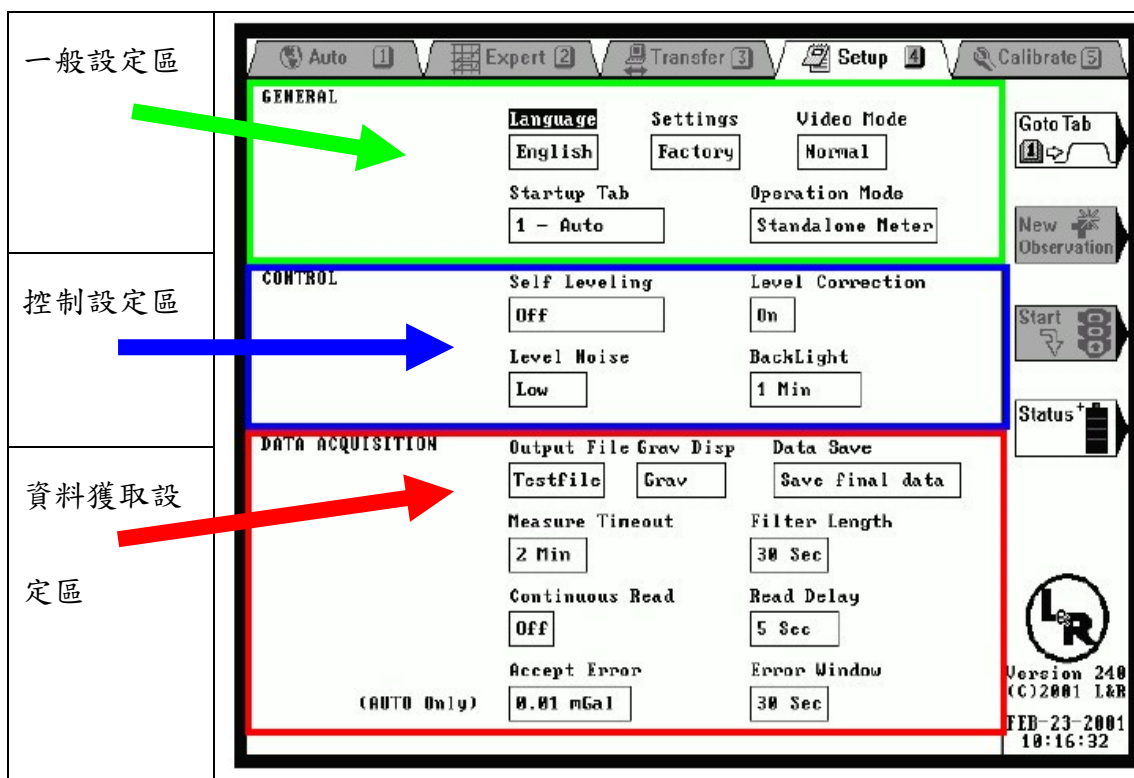 一般設定區
控制設定區
資料獲取設
定區
Auto 1
Expert 2
Transfer 3
Setup 4
Calibrate 5
GENERAL
Language Settings Video Mode
English Factory Normal
Startup Tab Operation Mode
1 - Auto Standalone Meter
CONTROL
Self Leveling Level Correction
Off On
Level Noise BackLight
Low 1 Min
DATA ACQUISITION
Output File Grav Disp Data Save
Testfile Grav Save final data
Measure Timeout Filter Length
2 Min 30 Sec
Continuous Read Read Delay
Off 5 Sec
Accept Error Error Window
(AUTO Only) 0.01 mGal 30 Sec
Goto Tab
1
New
Observation
Start
Status +
L&R
Version 240
(C)2001 L&R
FEB-23-2001
10:16:32